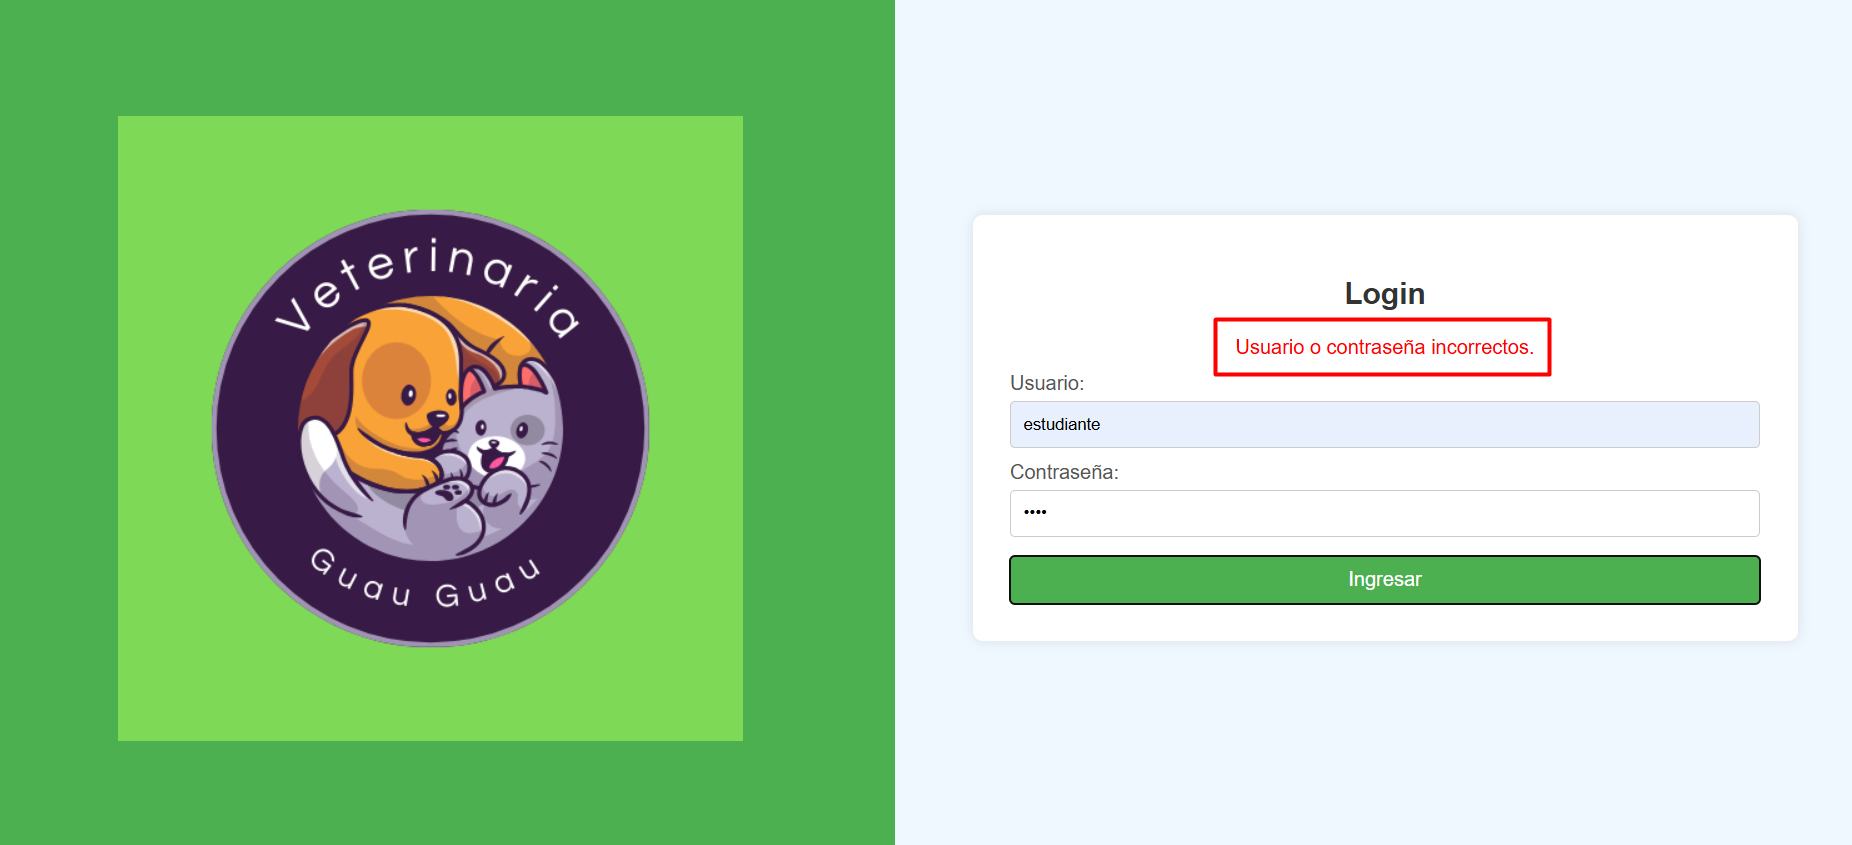 Veterinaria
Guau Guau
Login
Usuario o contraseña incorrectos.
Usuario:
estudiante
Contraseña:
••••
Ingresar